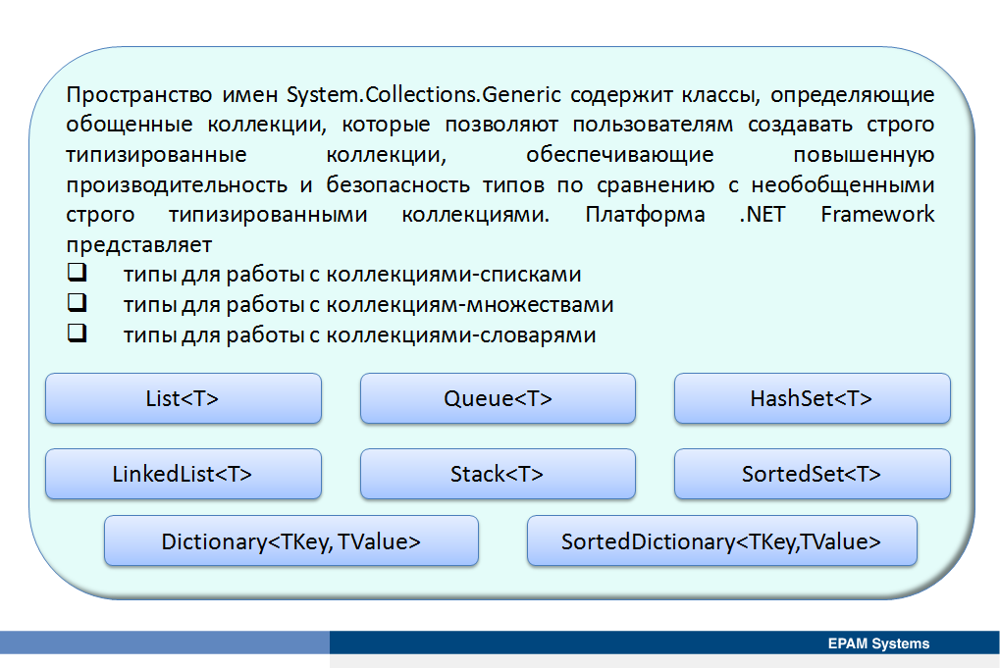 Пространство имен System.Collections.Generic содержит классы, определяющие
обощенные коллекции, которые позволяют пользователям создавать строго
типизированные коллекции, обеспечивающие повышенную
производительность и безопасность типов по сравнению с необобщенными
строго типизированными коллекциями. Платформа .NET Framework
представляет
❑ типы для работы с коллекциями-списками
❑ типы для работы с коллекциям-множествами
❑ типы для работы с коллекциями-словарями
List<T> Queue<T> HashSet<T>
LinkedList<T> Stack<T> SortedSet<T>
Dictionary<TKey, TValue> SortedDictionary<TKey,TValue>
EPAM Systems